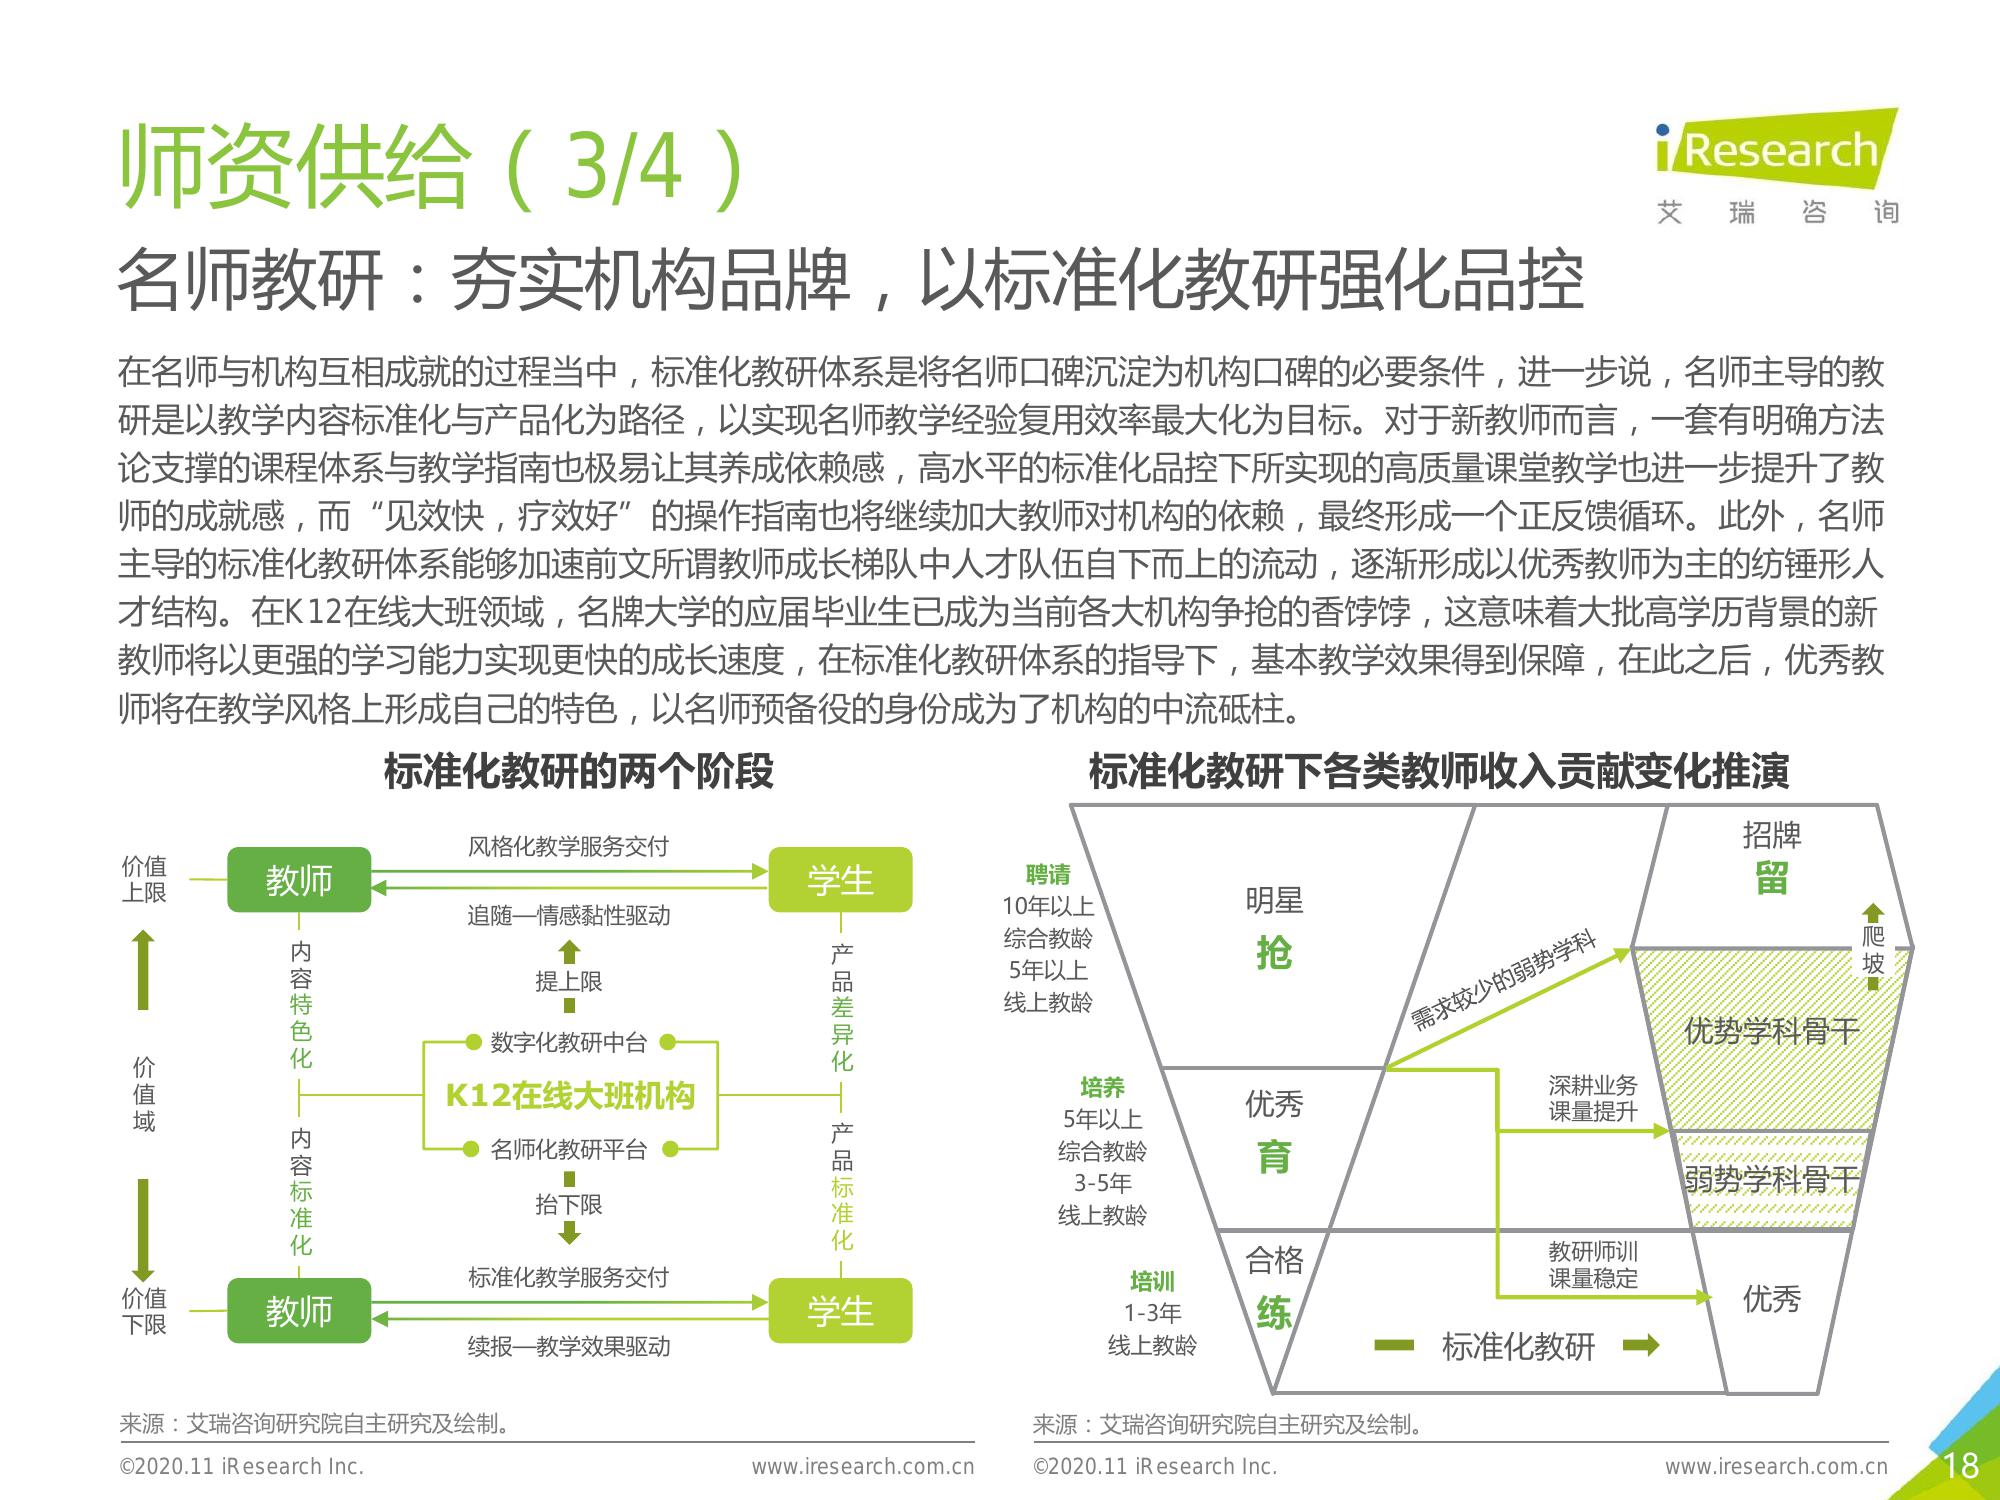 师资供给（3/4）
iResearch
艾瑞咨询
名师教研：夯实机构品牌，以标准化教研强化品控
在名师与机构互相成就的过程当中，标准化教研体系是将名师口碑沉淀为机构口碑的必要条件，进一步说，名师主导的教
研是以教学内容标准化与产品化为路径，以实现名师教学经验复用效率最大化为目标。对于新教师而言，一套有明确方法
论支撑的课程体系与教学指南也极易让其养成依赖感，高水平的标准化品控下所实现的高质量课堂教学也进一步提升了教
师的成就感，而“见效快，疗效好”的操作指南也将继续加大教师对机构的依赖，最终形成一个正反馈循环。此外，名师
主导的标准化教研体系能够加速前文所谓教师成长梯队中人才队伍自下而上的流动，逐渐形成以优秀教师为主的纺锤形人
才结构。在K12在线大班领域，名牌大学的应届毕业生已成为当前各大机构争抢的香饽饽，这意味着大批高学历背景的新
教师将以更强的学习能力实现更快的成长速度，在标准化教研体系的指导下，基本教学效果得到保障，在此之后，优秀教
师将在教学风格上形成自己的特色，以名师预备役的身份成为了机构的中流砥柱。
标准化教研的两个阶段
价值
上限
教师
风格化教学服务交付
追随—情感黏性驱动
学生
内容特色化
提上限
产品差异化
价值域
数字化教研中台
K12在线大班机构
名师化教研平台
内容标准化
抬下限
产品标准化
价值
下限
教师
标准化教学服务交付
续报—教学效果驱动
学生
来源：艾瑞咨询研究院自主研究及绘制。
©2020.11 iResearch Inc.
www.iresearch.com.cn
标准化教研下各类教师收入贡献变化推演
聘请
10年以上
综合教龄
5年以上
线上教龄
明星
抢
招牌
留
爬坡
需求较少的弱势学科
优势学科骨干
培养
5年以上
综合教龄
3-5年
线上教龄
优秀
育
深耕业务
课量提升
弱势学科骨干
培训
1-3年
线上教龄
合格
练
教研师训
课量稳定
优秀
标准化教研
来源：艾瑞咨询研究院自主研究及绘制。
©2020.11 iResearch Inc.
www.iresearch.com.cn
18